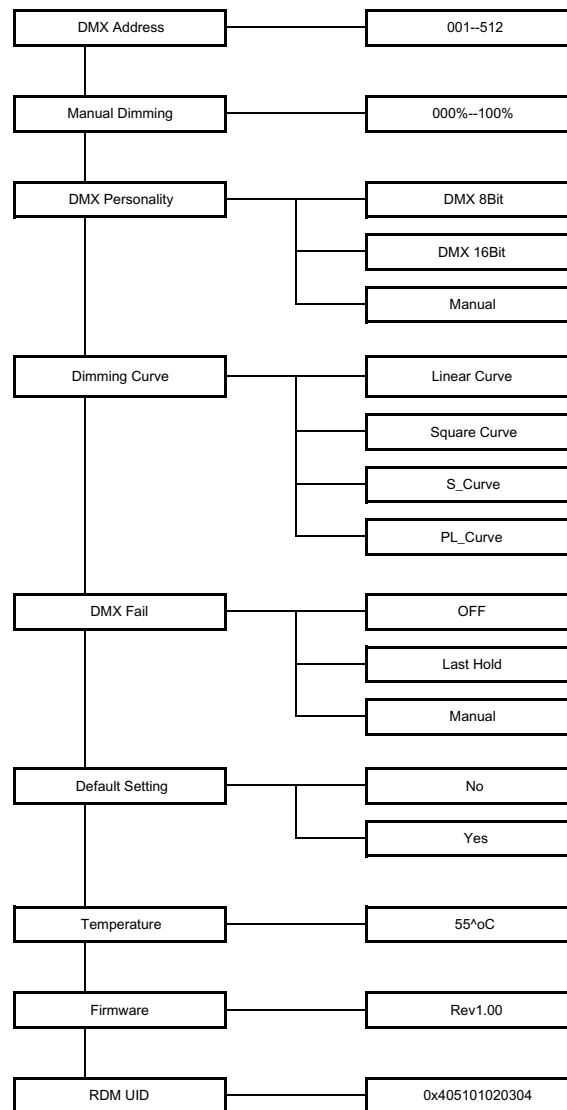 DMX Address
001--512
Manual Dimming
000%--100%
DMX Personality
DMX 8Bit
DMX 16Bit
Manual
Dimming Curve
Linear Curve
Square Curve
S_Curve
PL_Curve
DMX Fail
OFF
Last Hold
Manual
Default Setting
No
Yes
Temperature
55^oC
Firmware
Rev1.00
RDM UID
0x405101020304